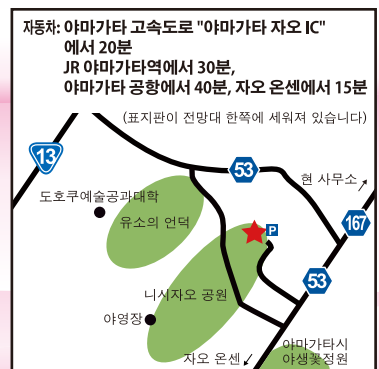 자동차: 야마가타 고속도로 "야마가타 자오 IC"
에서 20분
JR 야마가타역에서 30분,
야마가타 공항에서 40분, 자오 온센에서 15분
(표지판이 전망대 한쪽에 세워져 있습니다)
13
53
현 사무소
도호쿠예술공과대학
유소의 언덕
167
P
53
니시자오 공원
야영장
야마가타시
야생꽃정원
자오 온센